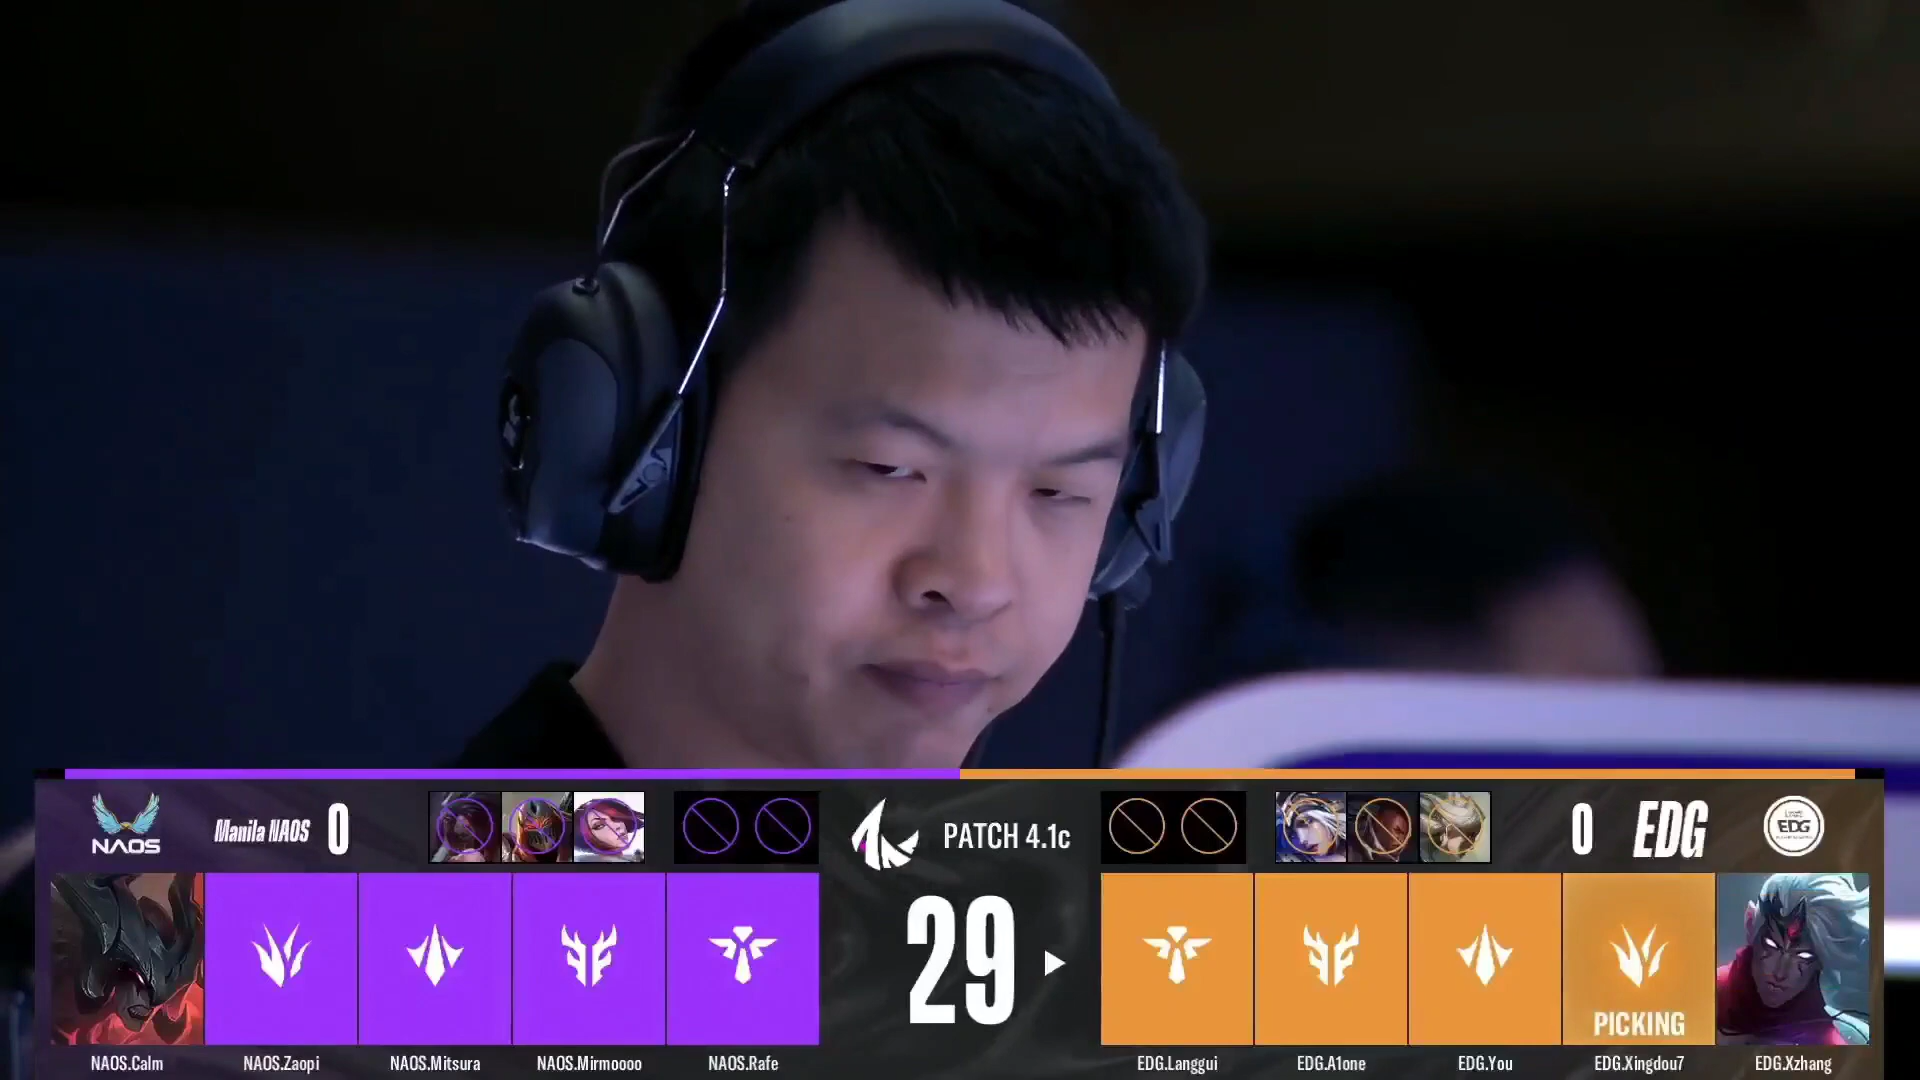 NAOS
Manila NAOS
0
PATCH 4.1c
0
EDG
EDG
29
PICKING
NAOS.Calm
NAOS.Zaopi
NAOS.Mitsura
NAOS.Mirmoooo
NAOS.Rafe
EDG.Langgui
EDG.A1one
EDG.You
EDG.Xingdou7
EDG.Xzhang